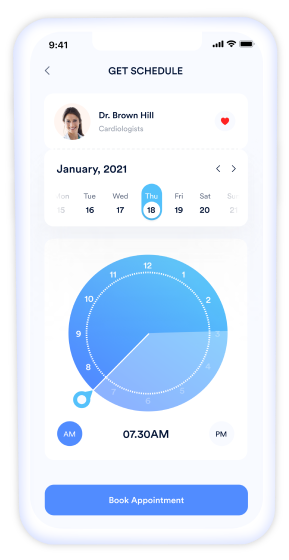 9:41
GET SCHEDULE
Dr. Brown Hill
Cardiologists
January, 2021
Tue Wed Thu Fri Sat
15 16 17 18 19 20 21
12
11 1
10 2
9 3
8 4
7 5
6
AM 07.30AM PM
Book Appointment